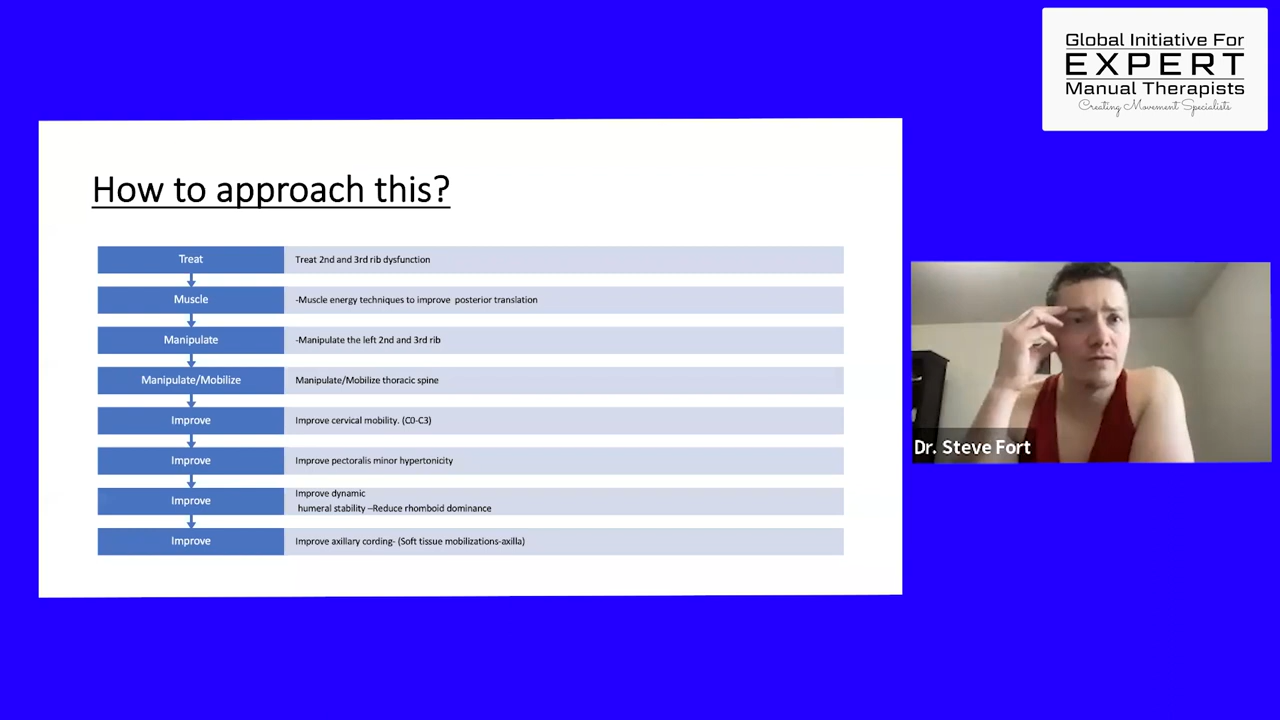 Global Initiative For
EXPERT
Manual Therapists
Creating Movement Specialists
How to approach this?
Treat
Treat 2nd and 3rd rib dysfunction
Muscle
-Muscle energy techniques to improve  posterior translation
Manipulate
-Manipulate the left 2nd and 3rd rib
Manipulate/Mobilize
Manipulate/Mobilize thoracic spine
Improve
Improve cervical mobility. (C0-C3)
Improve
Improve pectoralis minor hypertonicity
Improve
Improve dynamic
humeral stability –Reduce rhomboid dominance
Improve
Improve axillary cording- (Soft tissue mobilizations-axilla)
Dr. Steve Fort